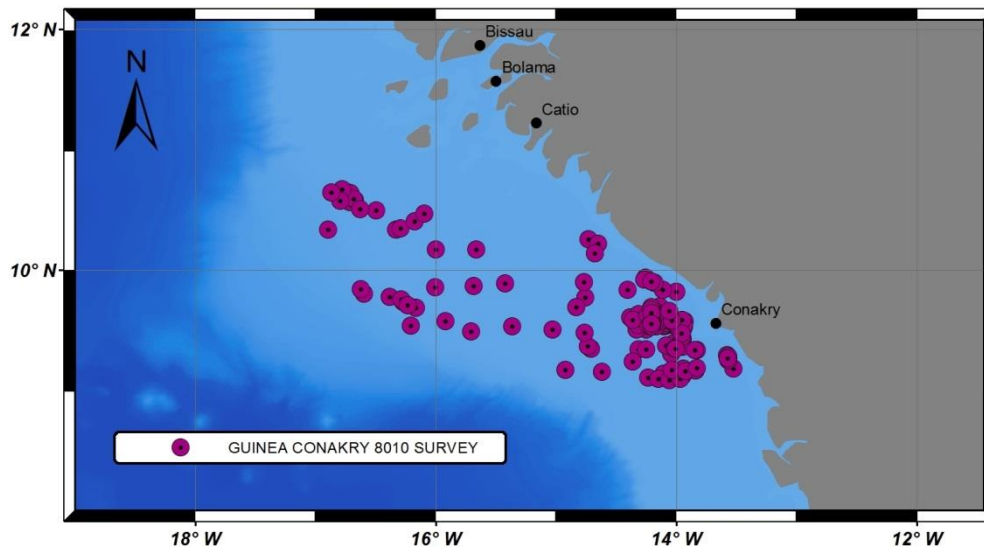 12° N
Bissau
Bolama
N
Catio
10° N
Conakry
GUINEA CONAKRY 8010 SURVEY
18° W
16° W
14° W
12° W